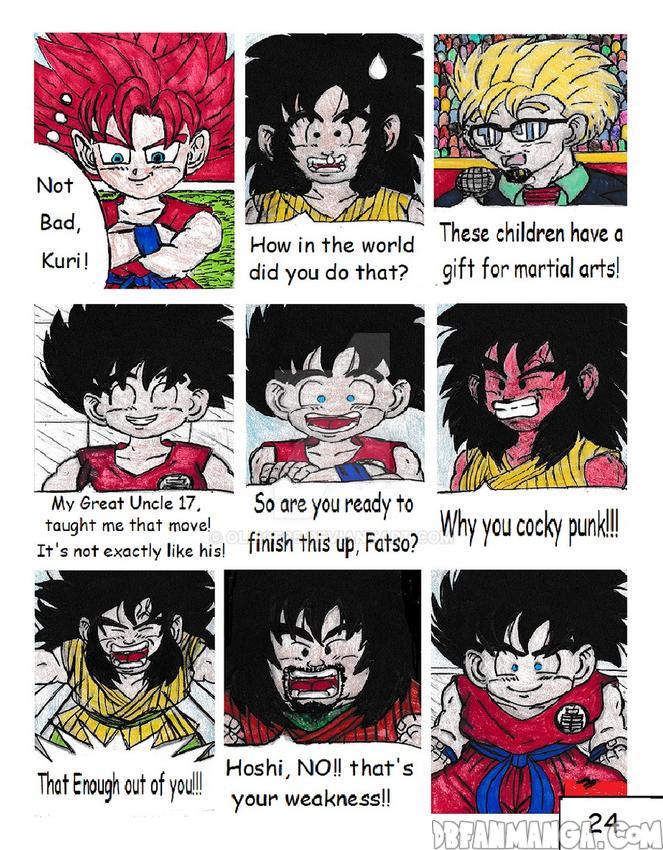 Not
Bad,
Kuri!
How in the world
did you do that?
These children have a
gift for martial arts!
My Great Uncle 17,
taught me that move!
It's not exactly like his!
So are you ready to
finish this up, Fatso?
Why you cocky punk!!!
That Enough out of you!!!
Hoshi, NO!! that's
your weakness!!
亀
24
DBFANMANGA.COM